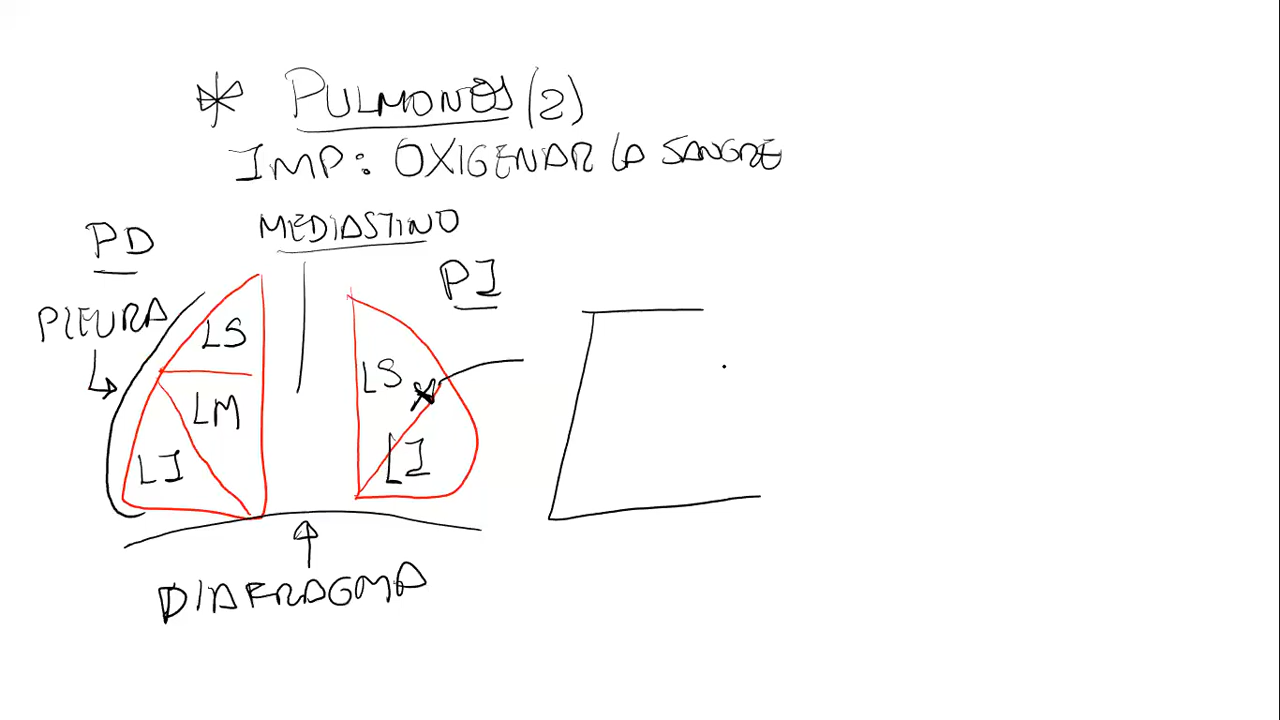 * PULMONES (2)
IMP: OXIGENAR LA SANGRE
MEDIASTINO
PD
PI
PLEURA
LS
LM
LI
LS
LI
DIAFRAGMA